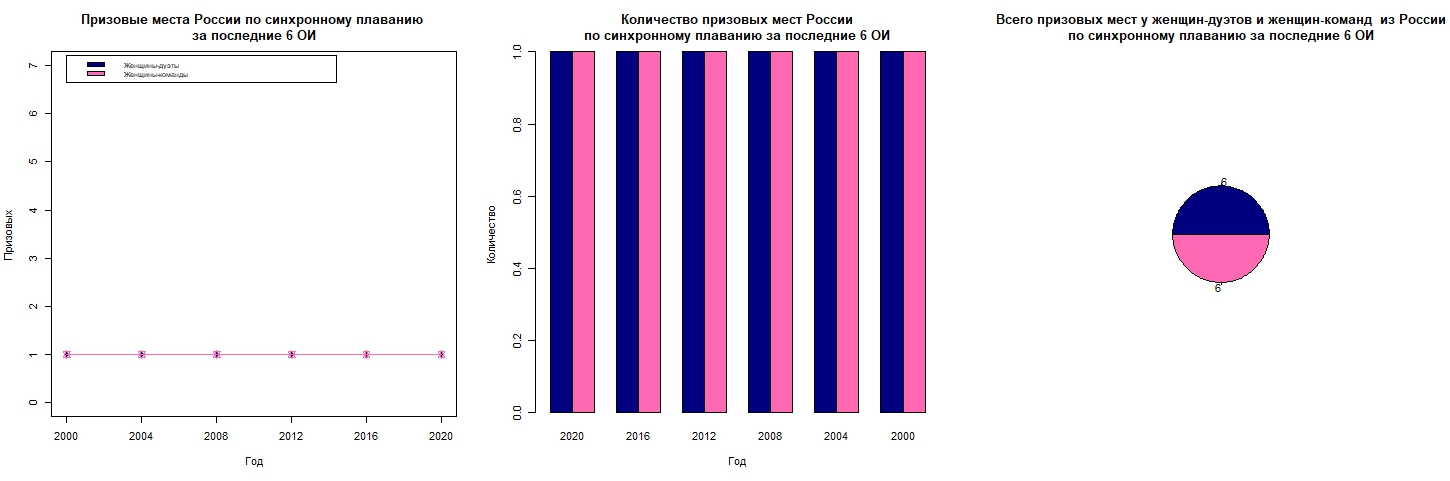 Призовые места России по синхронному плаванию
за последние 6 ОИ
Женщины-дуэты
Женщины-команды
7
6
5
4
3
2
1
0
Призовых
2000 2004 2008 2012 2016 2020
Год
Количество призовых мест России
по синхронному плаванию за последние 6 ОИ
1.0
0.8
0.6
0.4
0.2
0.0
Количество
2020 2016 2012 2008 2004 2000
Год
Всего призовых мест у женщин-дуэтов и женщин-команд из России
по синхронному плаванию за последние 6 ОИ
6
6